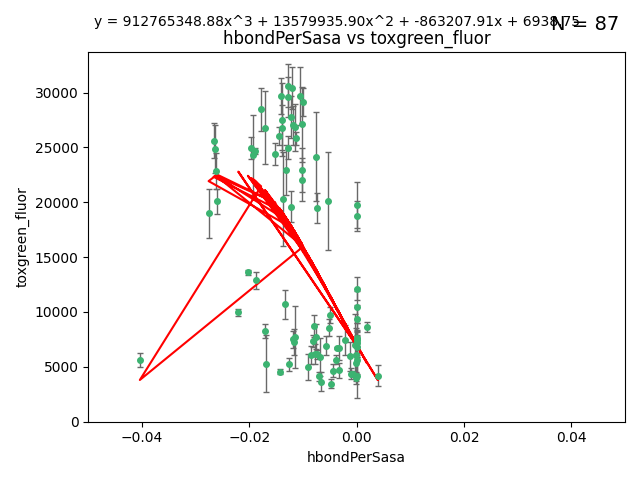 y = 912765348.88x^3 + 13579935.90x^2 + -863207.91x + 6938.75
N = 87
hbondPerSasa vs toxgreen_fluor
toxgreen_fluor
30000
25000
20000
15000
10000
5000
0
−0.04
−0.02
0.00
0.02
0.04
hbondPerSasa